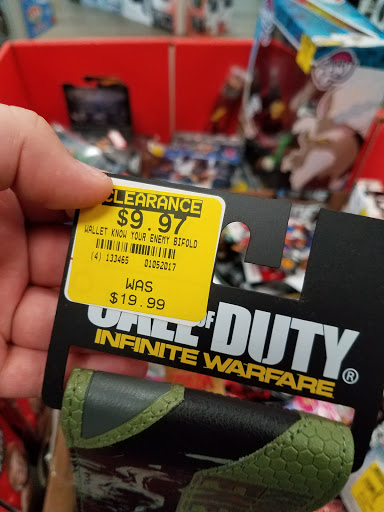 CLEARANCE
$9.97
WALLET KNOW YOUR ENEMY BIFOLD
(4) 133465 01052017
WAS
$19.99
CALL OF DUTY®
INFINITE WARFARE